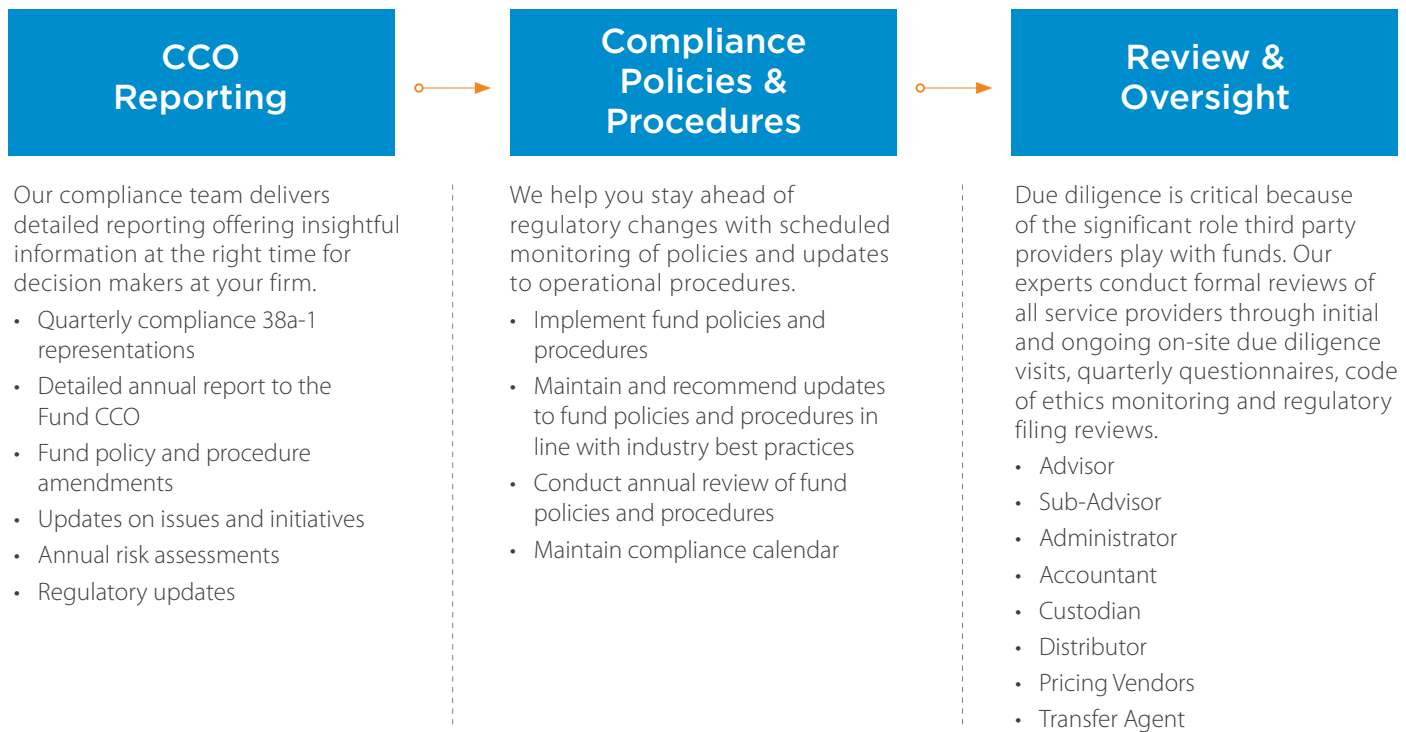 CCO
Reporting
Our compliance team delivers
detailed reporting offering insightful
information at the right time for
decision makers at your firm.
• Quarterly compliance 38a-1
representations
• Detailed annual report to the
Fund CCO
• Fund policy and procedure
amendments
• Updates on issues and initiatives
• Annual risk assessments
• Regulatory updates
Compliance
Policies &
Procedures
We help you stay ahead of
regulatory changes with scheduled
monitoring of policies and updates
to operational procedures.
• Implement fund policies and
procedures
• Maintain and recommend updates
to fund policies and procedures in
line with industry best practices
• Conduct annual review of fund
policies and procedures
• Maintain compliance calendar
Review &
Oversight
Due diligence is critical because
of the significant role third party
providers play with funds. Our
experts conduct formal reviews of
all service providers through initial
and ongoing on-site due diligence
visits, quarterly questionnaires, code
of ethics monitoring and regulatory
filing reviews.
• Advisor
• Sub-Advisor
• Administrator
• Accountant
• Custodian
• Distributor
• Pricing Vendors
• Transfer Agent